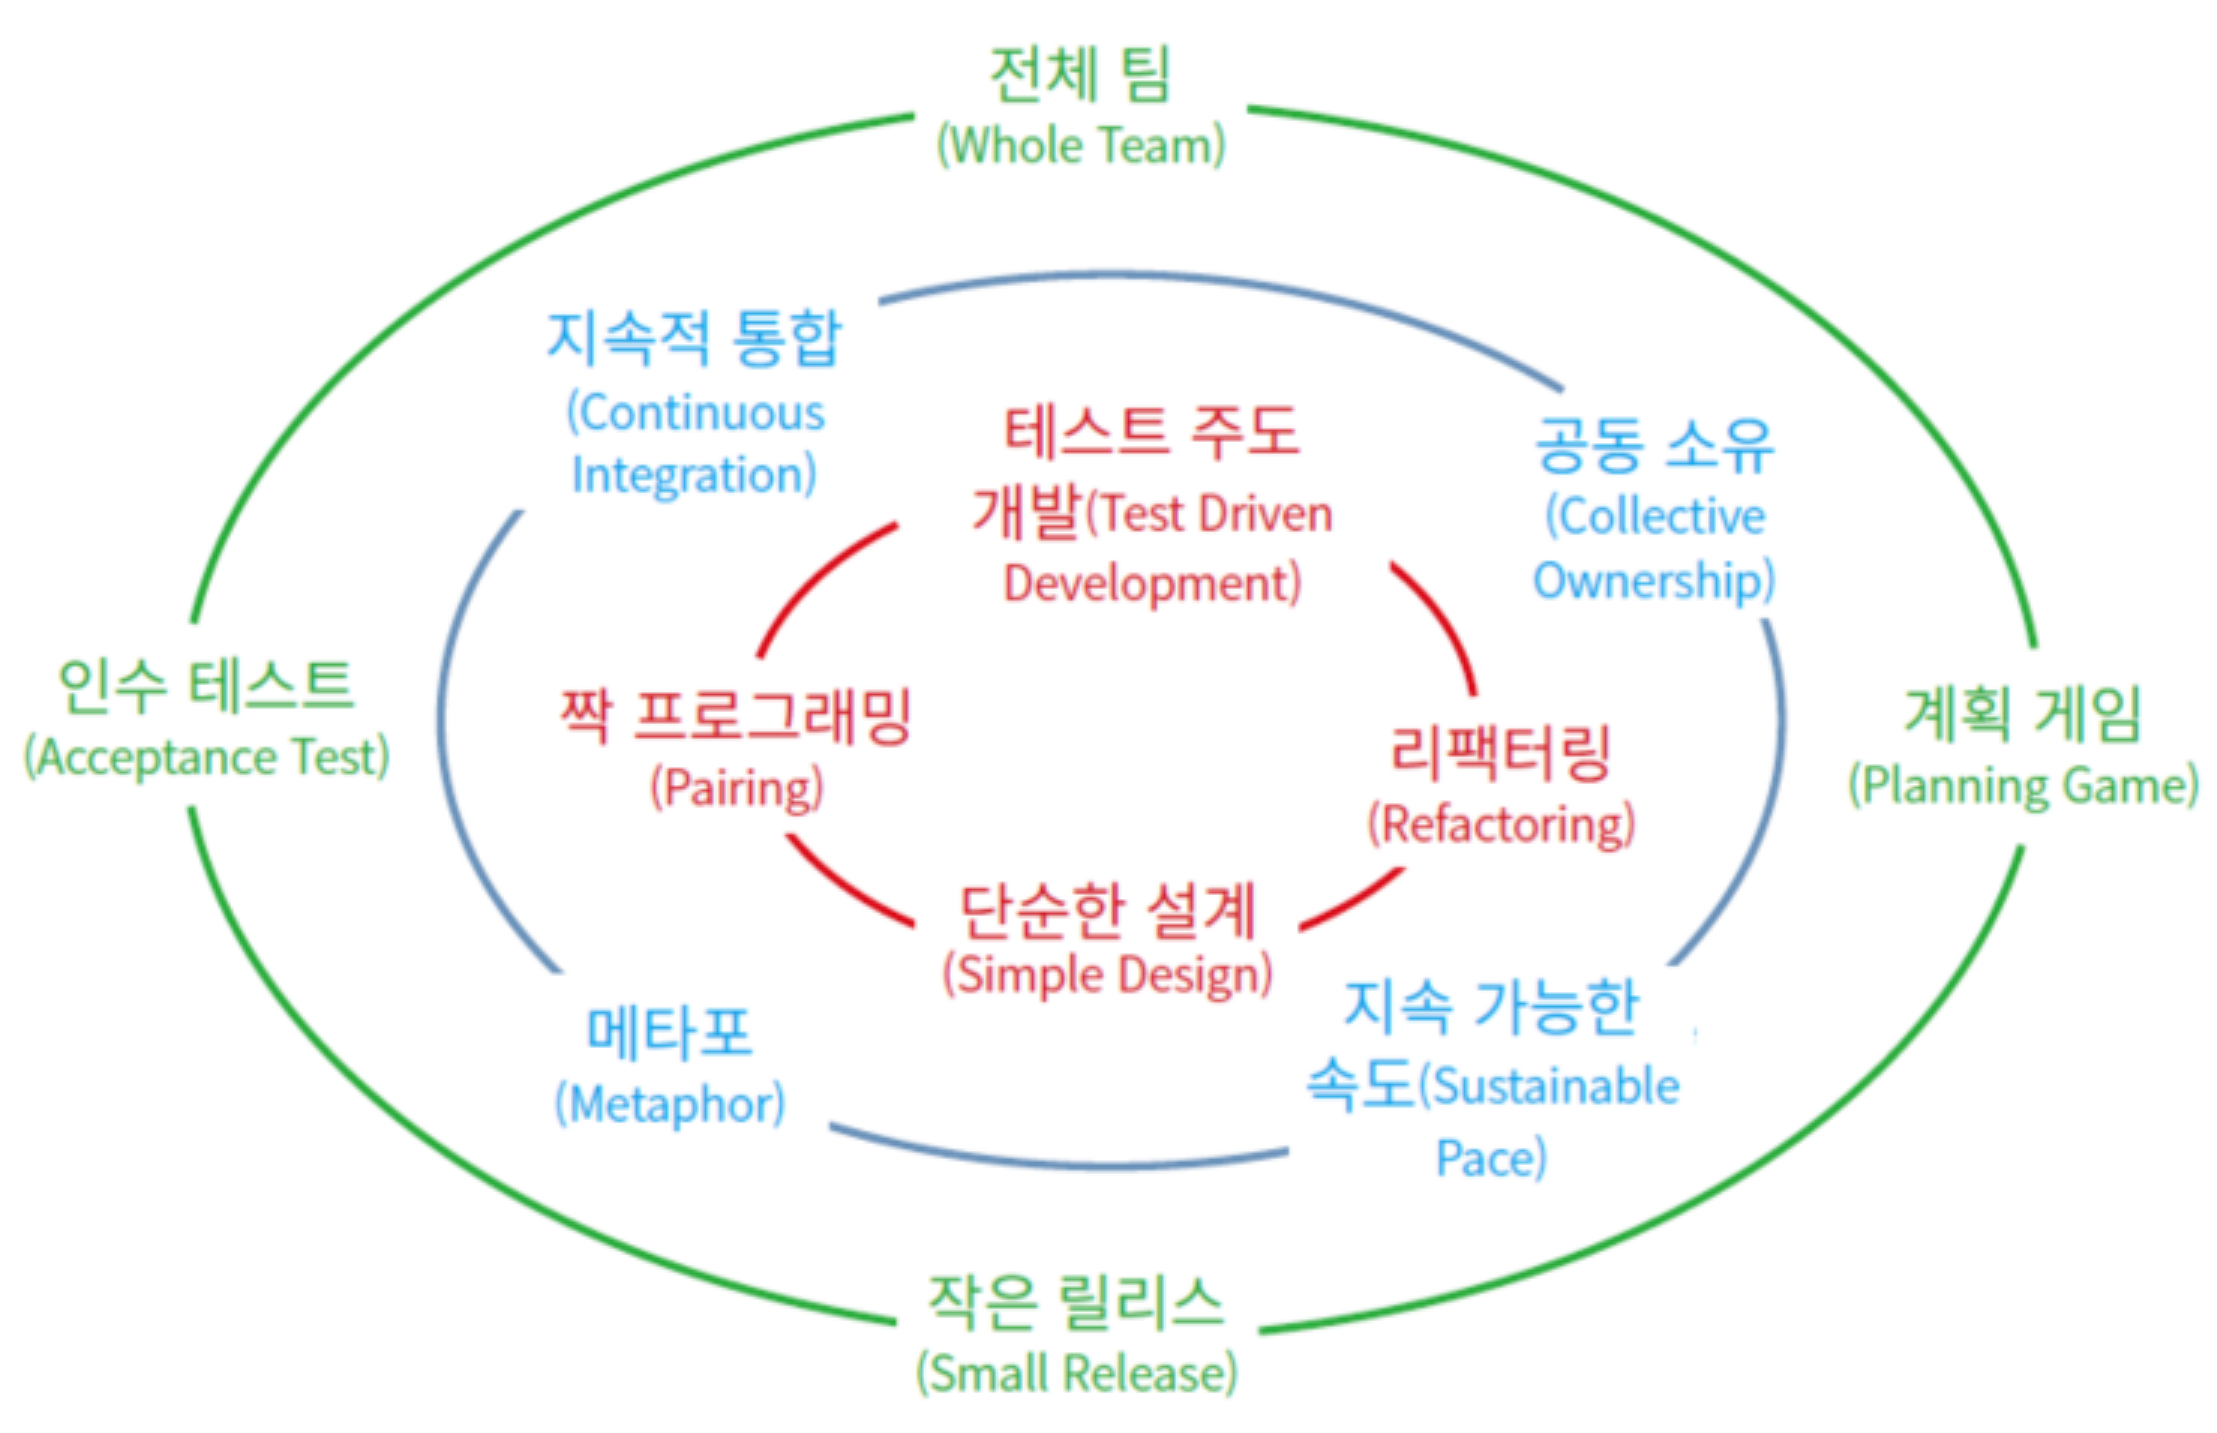 전체 팀
(Whole Team)
지속적 통합
(Continuous
Integration)
테스트 주도
개발(Test Driven
Development)
공동 소유
(Collective
Ownership)
인수 테스트
(Acceptance Test)
짝 프로그래밍
(Pairing)
리팩터링
(Refactoring)
계획 게임
(Planning Game)
단순한 설계
(Simple Design)
메타포
(Metaphor)
지속 가능한
속도(Sustainable
Pace)
작은 릴리스
(Small Release)